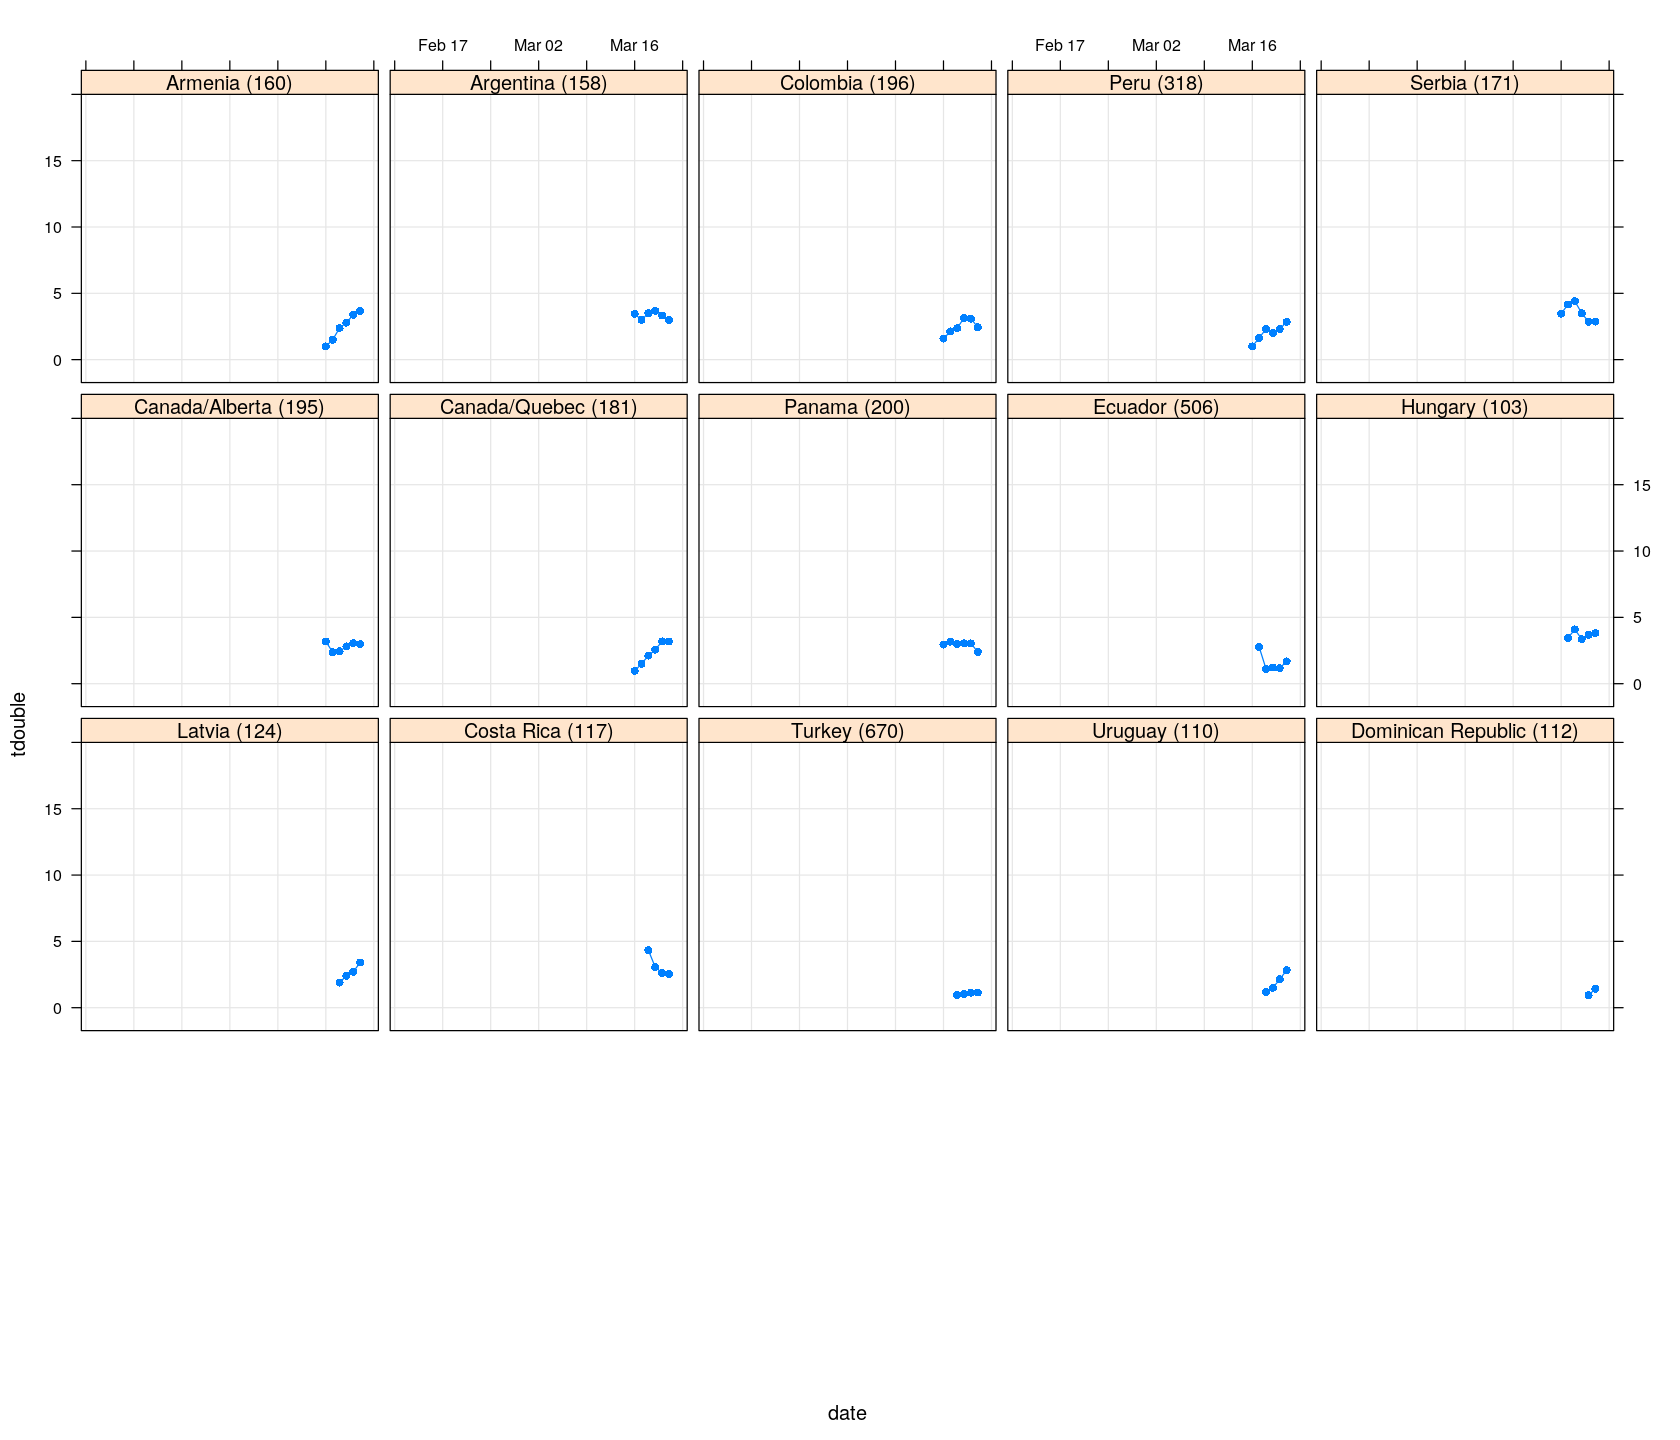 Feb 17 Mar 02 Mar 16 Feb 17 Mar 02 Mar 16
Armenia (160) Argentina (158) Colombia (196) Peru (318) Serbia (171)
15
10
5
0
Canada/Alberta (195) Canada/Quebec (181) Panama (200) Ecuador (506) Hungary (103)
15
10
5
0
tdouble
Latvia (124) Costa Rica (117) Turkey (670) Uruguay (110) Dominican Republic (112)
15
10
5
0
date